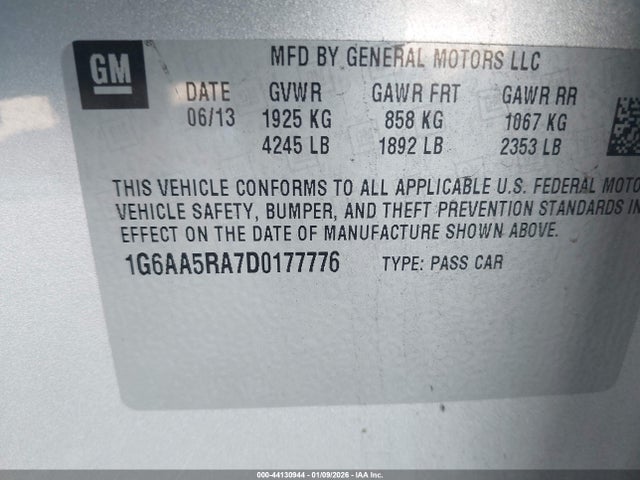 GM
MFD BY GENERAL MOTORS LLC
DATE GVWR GAWR FRT GAWR RR
06/13 1925 KG 858 KG 1067 KG
4245 LB 1892 LB 2353 LB
THIS VEHICLE CONFORMS TO ALL APPLICABLE U.S. FEDERAL MOTO
VEHICLE SAFETY, BUMPER, AND THEFT PREVENTION STANDARDS IN
EFFECT ON THE DATE OF MANUFACTURE SHOWN ABOVE.
1G6AA5RA7D0177776 TYPE: PASS CAR
000-44130944 - 01/09/2026 - IAA Inc.